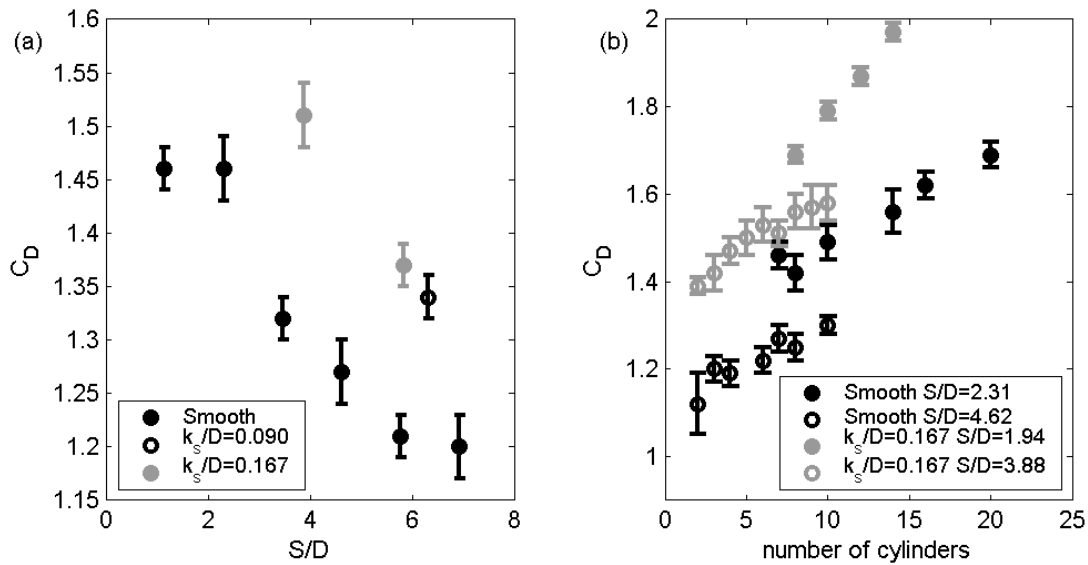 (a)
1.6
1.55
1.5
1.45
1.4
1.35
1.3
1.25
1.2
1.15
C_D
0 2 4 6 8
S/D
Smooth
k_s/D=0.090
k_s/D=0.167
(b)
2
1.8
1.6
1.4
1.2
1
C_D
0 5 10 15 20 25
number of cylinders
Smooth S/D=2.31
Smooth S/D=4.62
k_s/D=0.167 S/D=1.94
k_s/D=0.167 S/D=3.88